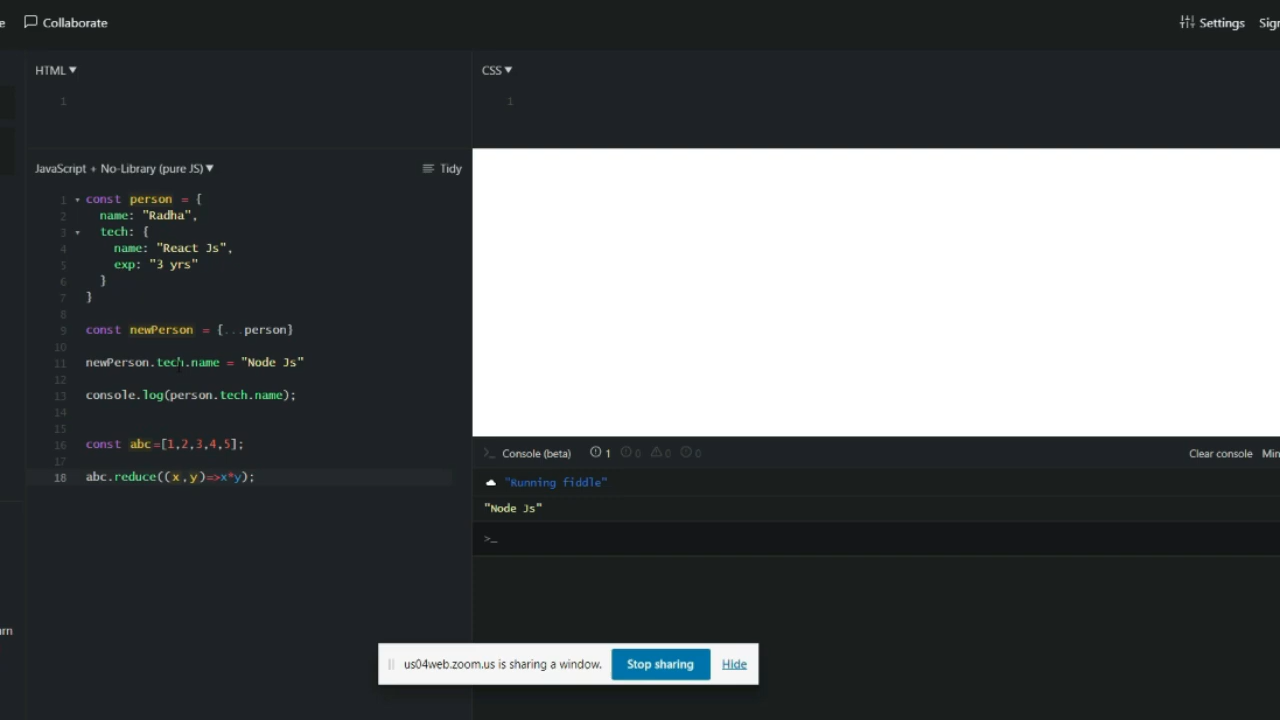 Collaborate
Settings
HTML ▼
CSS ▼
1
1
JavaScript + No-Library (pure JS) ▼
Tidy
1 const person = {
2 name: "Radha",
3 tech: {
4 name: "React Js",
5 exp: "3 yrs"
6 }
7 }
8
9 const newPerson = {...person}
10
11 newPerson.tech.name = "Node Js"
12
13 console.log(person.tech.name);
14
15
16 const abc=[1,2,3,4,5];
17
18 abc.reduce((x,y)=>x*y);
>_ Console (beta) 1 0 0 0
Clear console
"Running fiddle"
"Node Js"
>_
us04web.zoom.us is sharing a window.
Stop sharing
Hide